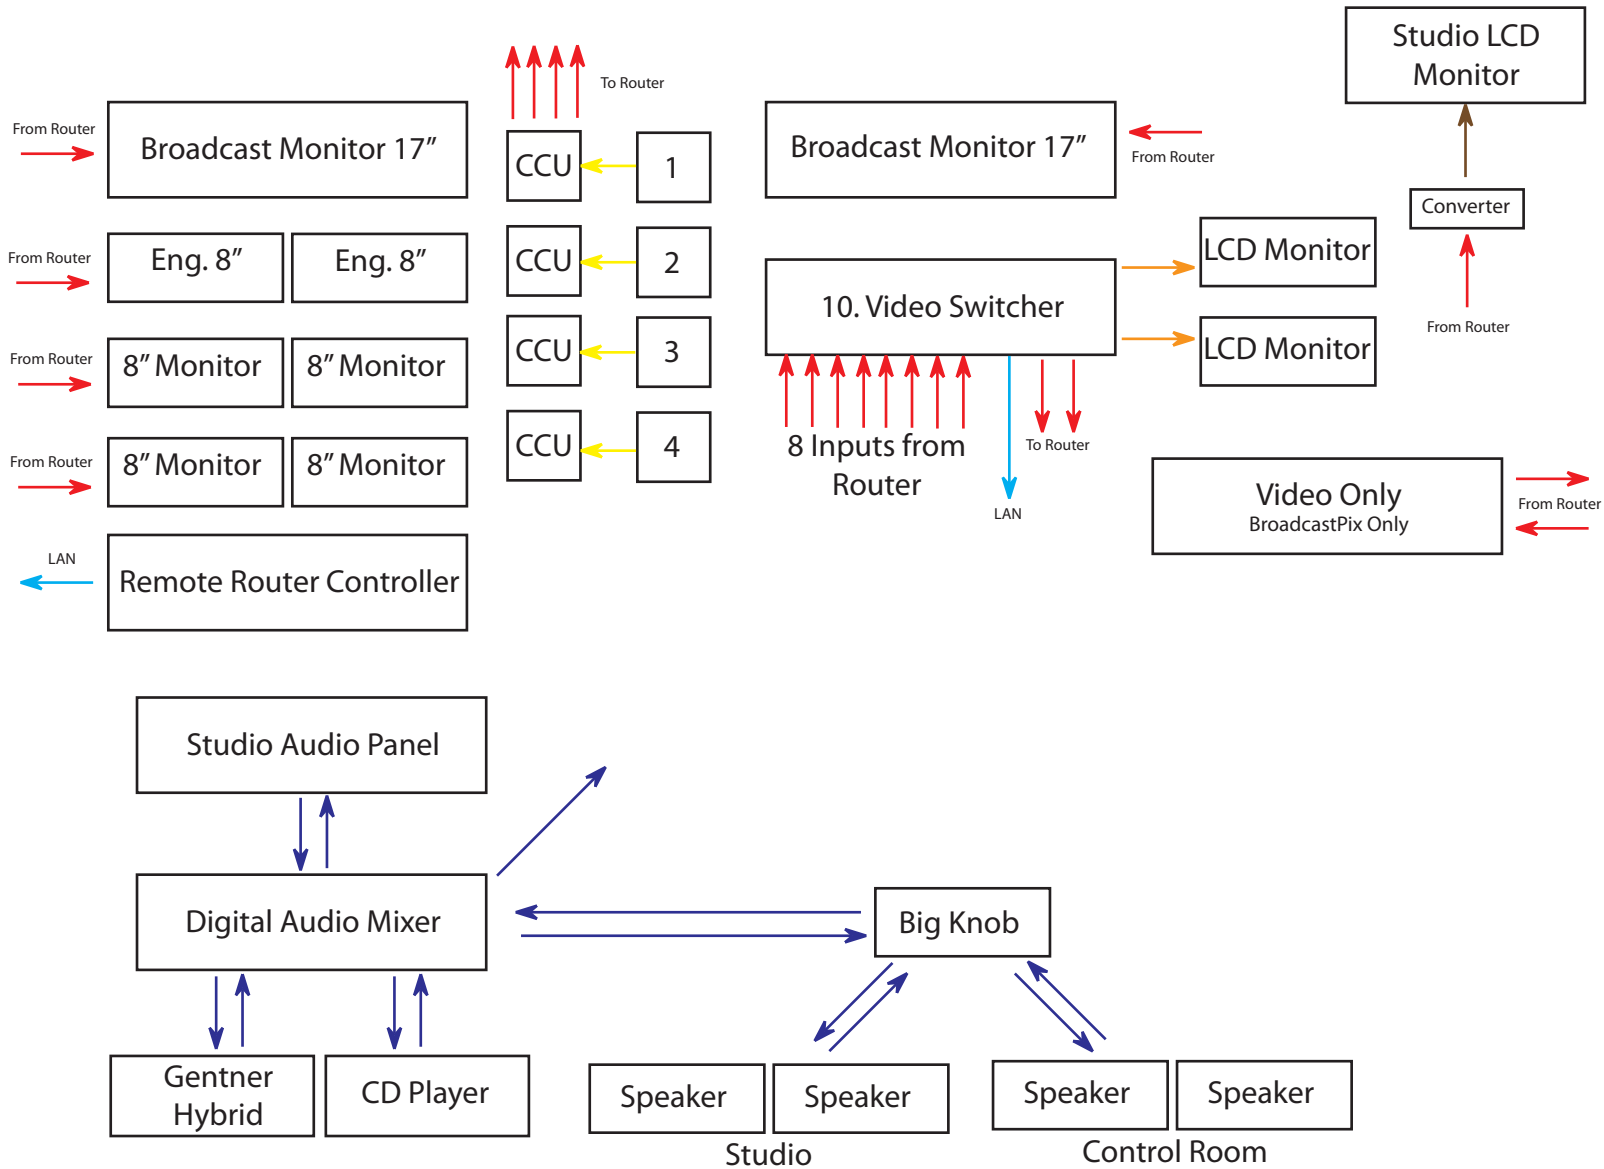 Studio LCD
Monitor
To Router
From Router
Broadcast Monitor 17”
CCU
1
Broadcast Monitor 17”
From Router
Converter
From Router
Eng. 8”
Eng. 8”
CCU
2
LCD Monitor
10. Video Switcher
From Router
From Router
8” Monitor
8” Monitor
CCU
3
LCD Monitor
From Router
8” Monitor
8” Monitor
CCU
4
8 Inputs from
Router
To Router
LAN
Video Only
BroadcastPix Only
From Router
LAN
Remote Router Controller
Studio Audio Panel
Digital Audio Mixer
Big Knob
Gentner
Hybrid
CD Player
Speaker
Speaker
Speaker
Speaker
Studio
Control Room